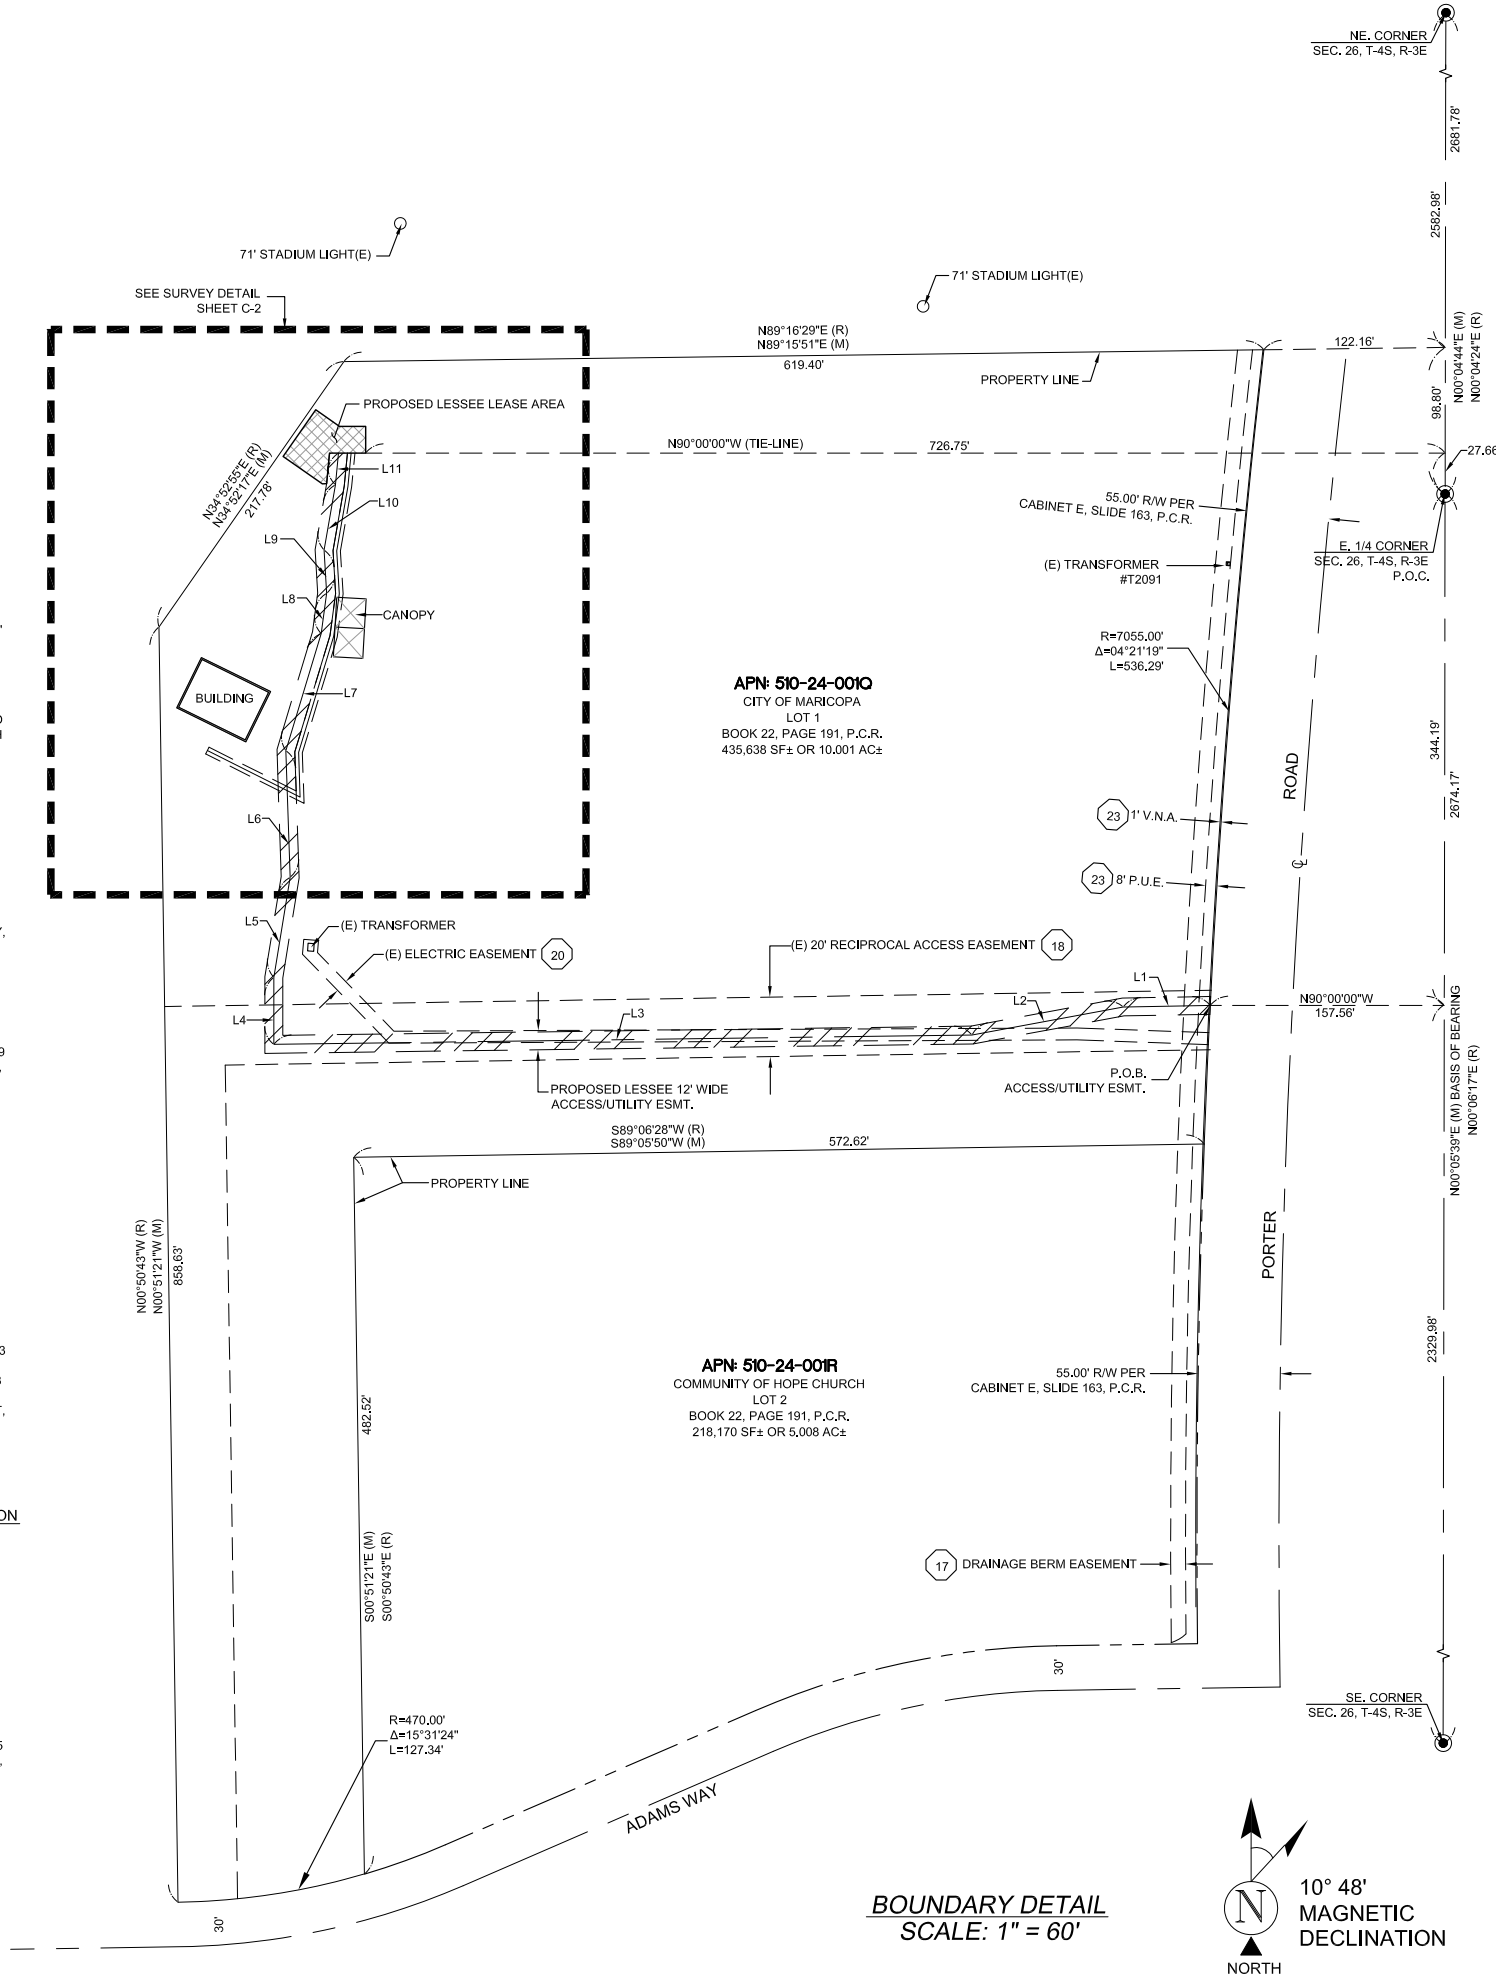 NE. CORNER
SEC. 26, T-4S, R-3E
2681.78'
2582.98'
71' STADIUM LIGHT(E)
71' STADIUM LIGHT(E)
SEE SURVEY DETAIL
SHEET C-2
N89°16'29"E (R)
N89°15'51"E (M)
619.40'
122.16'
N00°04'44"E (M)
N00°04'24"E (R)
PROPERTY LINE
98.80'
PROPOSED LESSEE LEASE AREA
N90°00'00"W (TIE-LINE)
726.75'
27.66
N34°52'55"E (R)
N34°52'17"E (M)
217.78'
L11
L10
L9
L8
55.00' R/W PER
CABINET E, SLIDE 163, P.C.R.
E. 1/4 CORNER
SEC. 26, T-4S, R-3E
P.O.C.
(E) TRANSFORMER
#T2091
CANOPY
R=7055.00'
Δ=04°21'19"
L=536.29'
APN: 510-24-001Q
CITY OF MARICOPA
LOT 1
BOOK 22, PAGE 191, P.C.R.
435,638 SF± OR 10.001 AC±
BUILDING
L7
344.19'
2674.17'
ROAD
L6
23 1' V.N.A.
℄
23 8' P.U.E.
L5
(E) TRANSFORMER
(E) ELECTRIC EASEMENT 20
(E) 20' RECIPROCAL ACCESS EASEMENT 18
L1
L2
L3
L4
N90°00'00"W
157.56'
P.O.B.
ACCESS/UTILITY ESMT.
PROPOSED LESSEE 12' WIDE
ACCESS/UTILITY ESMT.
N00°05'39"E (M) BASIS OF BEARING
N00°06'17"E (R)
S89°06'28"W (R)
S89°05'50"W (M)
572.62'
PROPERTY LINE
N00°50'43"W (R)
N00°51'21"W (M)
858.63'
PORTER
2329.98'
APN: 510-24-001R
COMMUNITY OF HOPE CHURCH
LOT 2
BOOK 22, PAGE 191, P.C.R.
218,170 SF± OR 5.008 AC±
55.00' R/W PER
CABINET E, SLIDE 163, P.C.R.
482.52'
S00°51'21"E (M)
S00°50'43"E (R)
ON
17 DRAINAGE BERM EASEMENT
30'
SE. CORNER
SEC. 26, T-4S, R-3E
R=470.00'
Δ=15°31'24"
L=127.34'
ADAMS WAY
30'
BOUNDARY DETAIL
SCALE: 1" = 60'
N
NORTH
10° 48'
MAGNETIC
DECLINATION